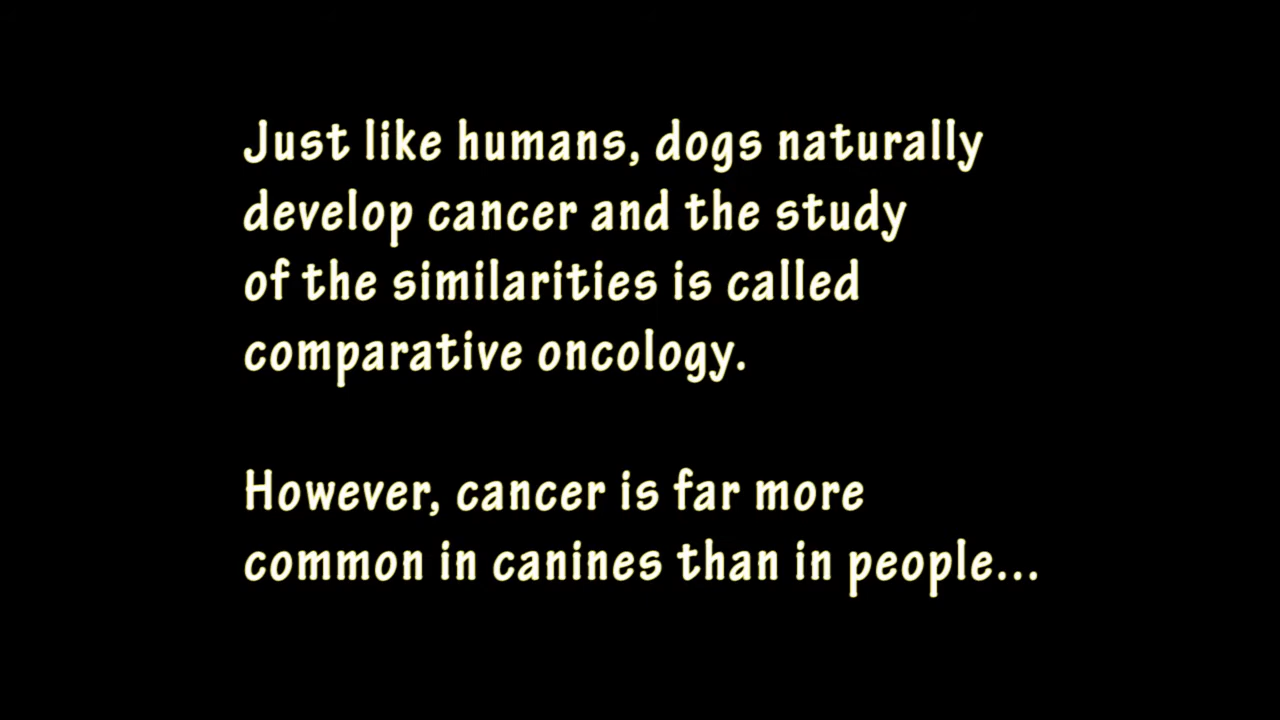 Just like humans, dogs naturally
develop cancer and the study
of the similarities is called
comparative oncology.
However, cancer is far more
common in canines than in people...